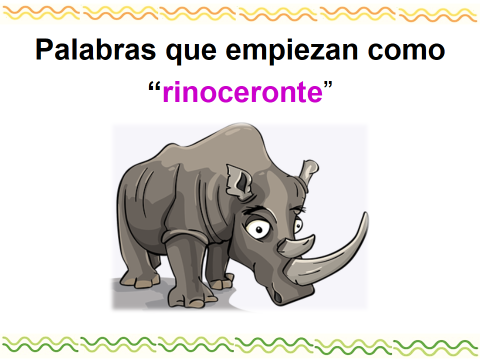 Palabras que empiezan como
“rinoceronte”